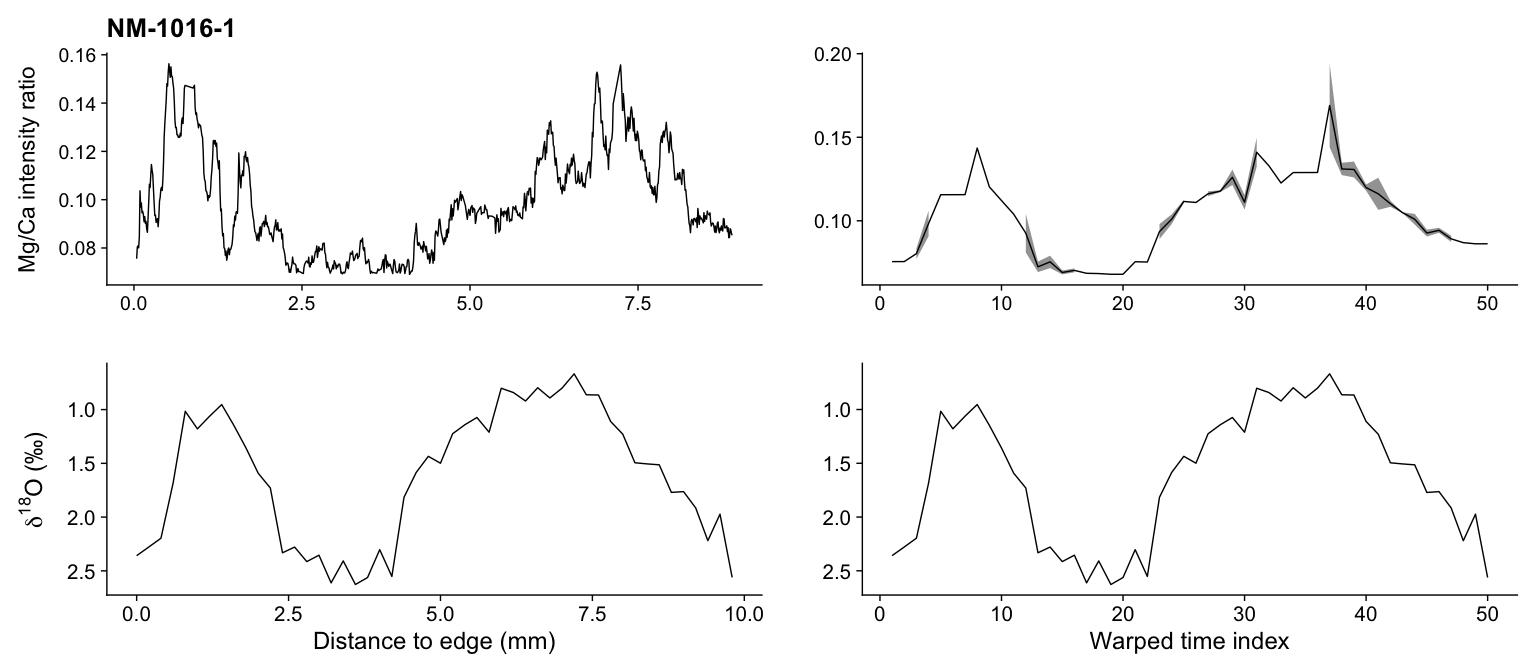 NM-1016-1
Mg/Ca intensity ratio
0.16
0.14
0.12
0.10
0.08
0.0 2.5 5.0 7.5
0.20
0.15
0.10
0 10 20 30 40 50
δ18O (‰)
1.0
1.5
2.0
2.5
0.0 2.5 5.0 7.5 10.0
Distance to edge (mm)
1.0
1.5
2.0
2.5
0 10 20 30 40 50
Warped time index